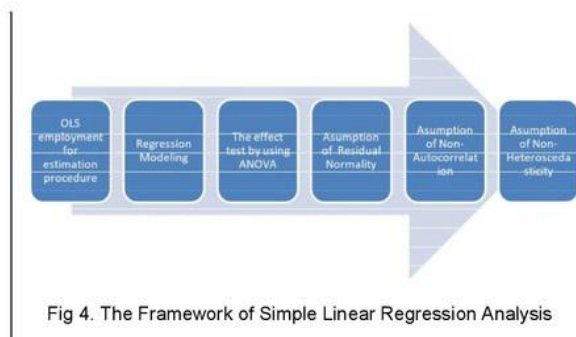 OLS
employment
for
estimation
procedure
Regression
Modeling
The effect
test by using
ANOVA
Asumption
of Residual
Normality
Asumption
of Non-
Autocorrelat
ion
Asumption
of Non-
Heterosceda
sticity
Fig 4. The Framework of Simple Linear Regression Analysis